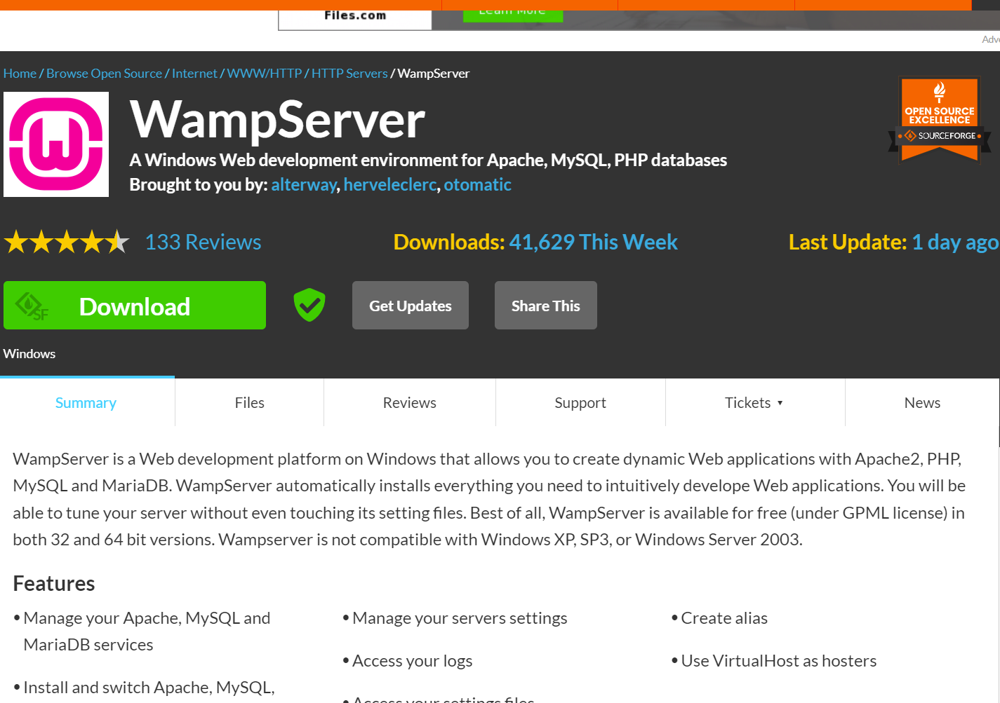 Files.com
Learn More
Adve
Home / Browse Open Source / Internet / WWW/HTTP / HTTP Servers / WampServer
WampServer
A Windows Web development environment for Apache, MySQL, PHP databases
Brought to you by: alterway, herveleclerc, otomatic
OPEN SOURCE
EXCELLENCE
SOURCEFORGE
133 Reviews
Downloads: 41,629 This Week
Last Update: 1 day ago
SF
Download
Get Updates
Share This
Windows
Summary
Files
Reviews
Support
Tickets ▾
News
WampServer is a Web development platform on Windows that allows you to create dynamic Web applications with Apache2, PHP,
MySQL and MariaDB. WampServer automatically installs everything you need to intuitively develope Web applications. You will be
able to tune your server without even touching its setting files. Best of all, WampServer is available for free (under GPML license) in
both 32 and 64 bit versions. Wampserver is not compatible with Windows XP, SP3, or Windows Server 2003.
Features
• Manage your Apache, MySQL and
MariaDB services
• Install and switch Apache, MySQL,
• Manage your servers settings
• Access your logs
• Access your settings files
• Create alias
• Use VirtualHost as hosters